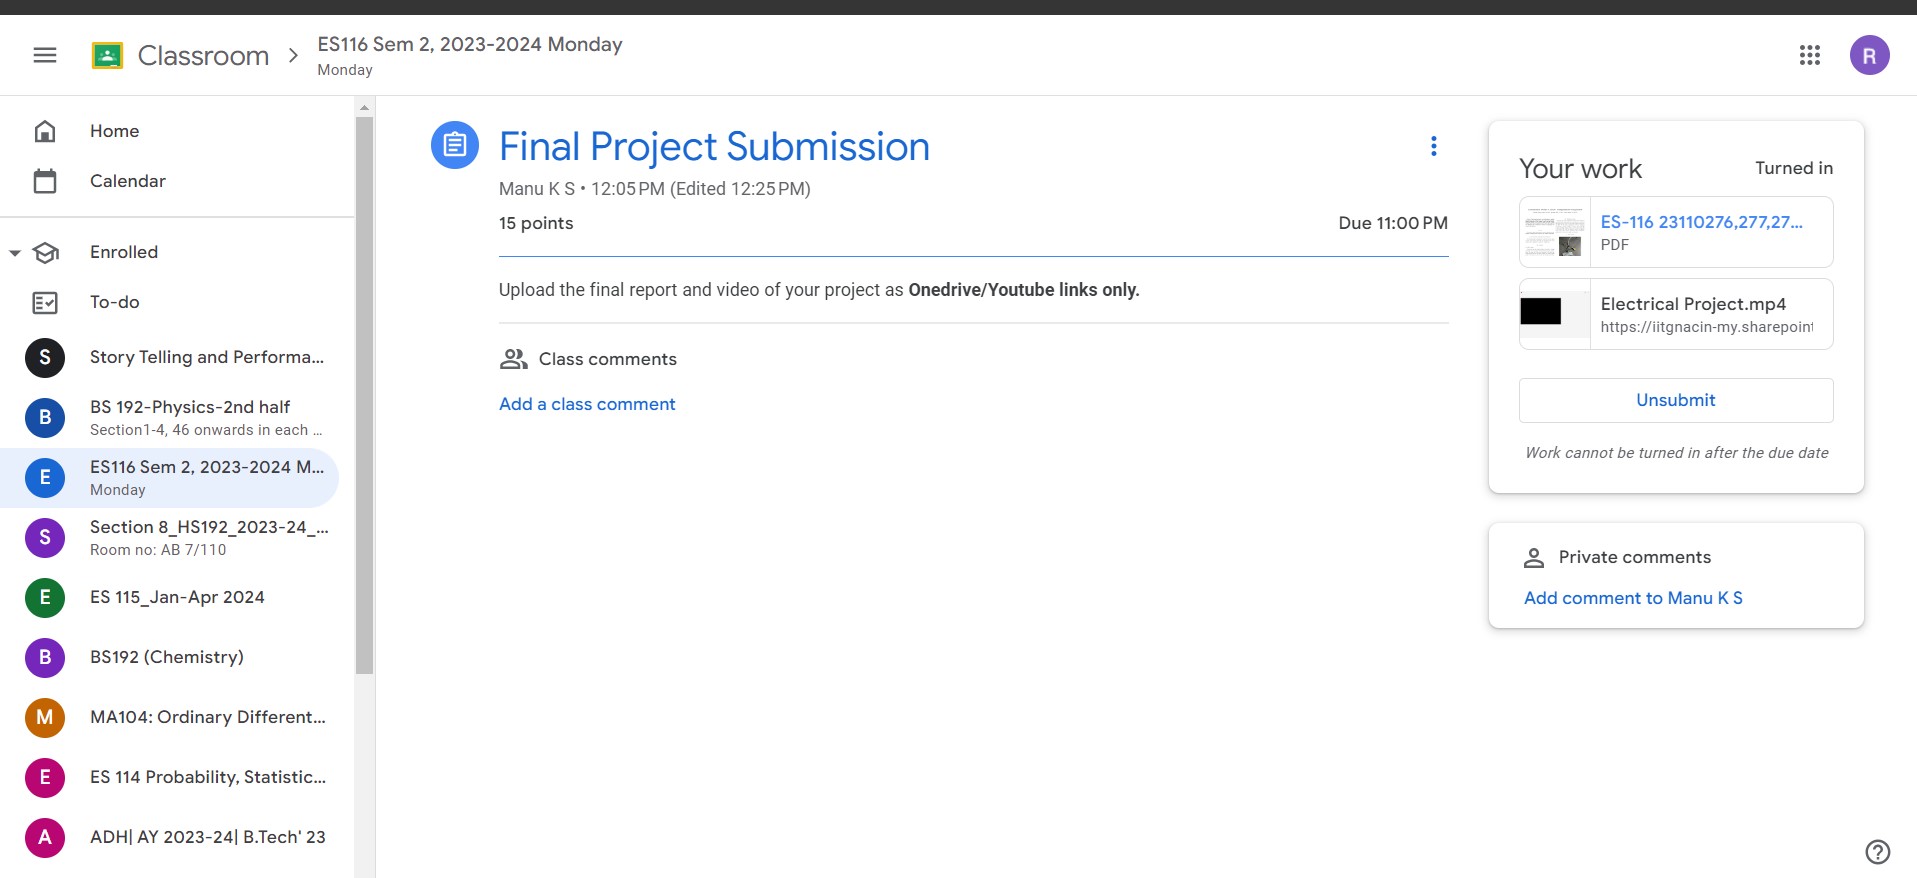 Classroom
ES116 Sem 2, 2023-2024 Monday
Monday
R
Home
Calendar
Enrolled
To-do
S
Story Telling and Performa...
B
BS 192-Physics-2nd half
Section1-4, 46 onwards in each ...
E
ES116 Sem 2, 2023-2024 M...
Monday
S
Section 8_HS192_2023-24_...
Room no: AB 7/110
E
ES 115_Jan-Apr 2024
B
BS192 (Chemistry)
M
MA104: Ordinary Different...
E
ES 114 Probability, Statistic...
A
ADH| AY 2023-24| B.Tech' 23
Final Project Submission
Manu K S • 12:05 PM (Edited 12:25 PM)
15 points
Due 11:00 PM
Upload the final report and video of your project as Onedrive/Youtube links only.
Class comments
Add a class comment
Your work
Turned in
ES-116 23110276,277,27...
PDF
Electrical Project.mp4
https://iitgnacin-my.sharepoint
Unsubmit
Work cannot be turned in after the due date
Private comments
Add comment to Manu K S